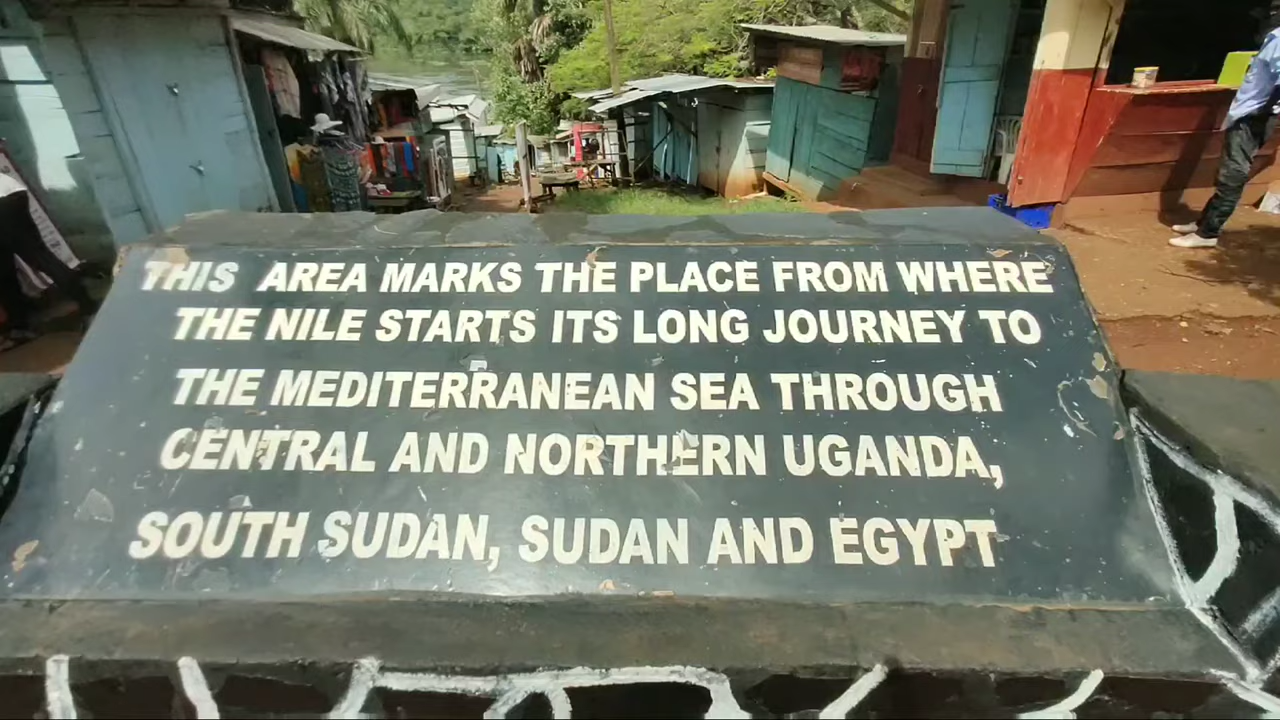 THIS AREA MARKS THE PLACE FROM WHERE
THE NILE STARTS ITS LONG JOURNEY TO
THE MEDITERRANEAN SEA THROUGH
CENTRAL AND NORTHERN UGANDA,
SOUTH SUDAN, SUDAN AND EGYPT